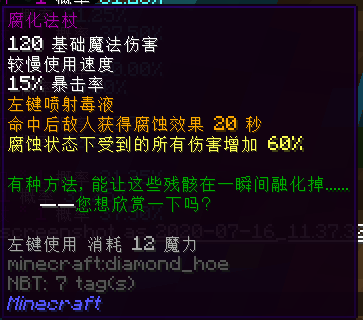 腐化法杖
120 基础魔法伤害
较慢使用速度
15% 暴击率
左键喷射毒液
命中后敌人获得腐蚀效果 20 秒
腐蚀状态下受到的所有伤害增加 60%
有种方法，能让这些残骸在一瞬间融化掉……
——您想欣赏一下吗？
左键使用 消耗 12 魔力
minecraft:diamond_hoe
NBT: 7 tag(s)
Minecraft